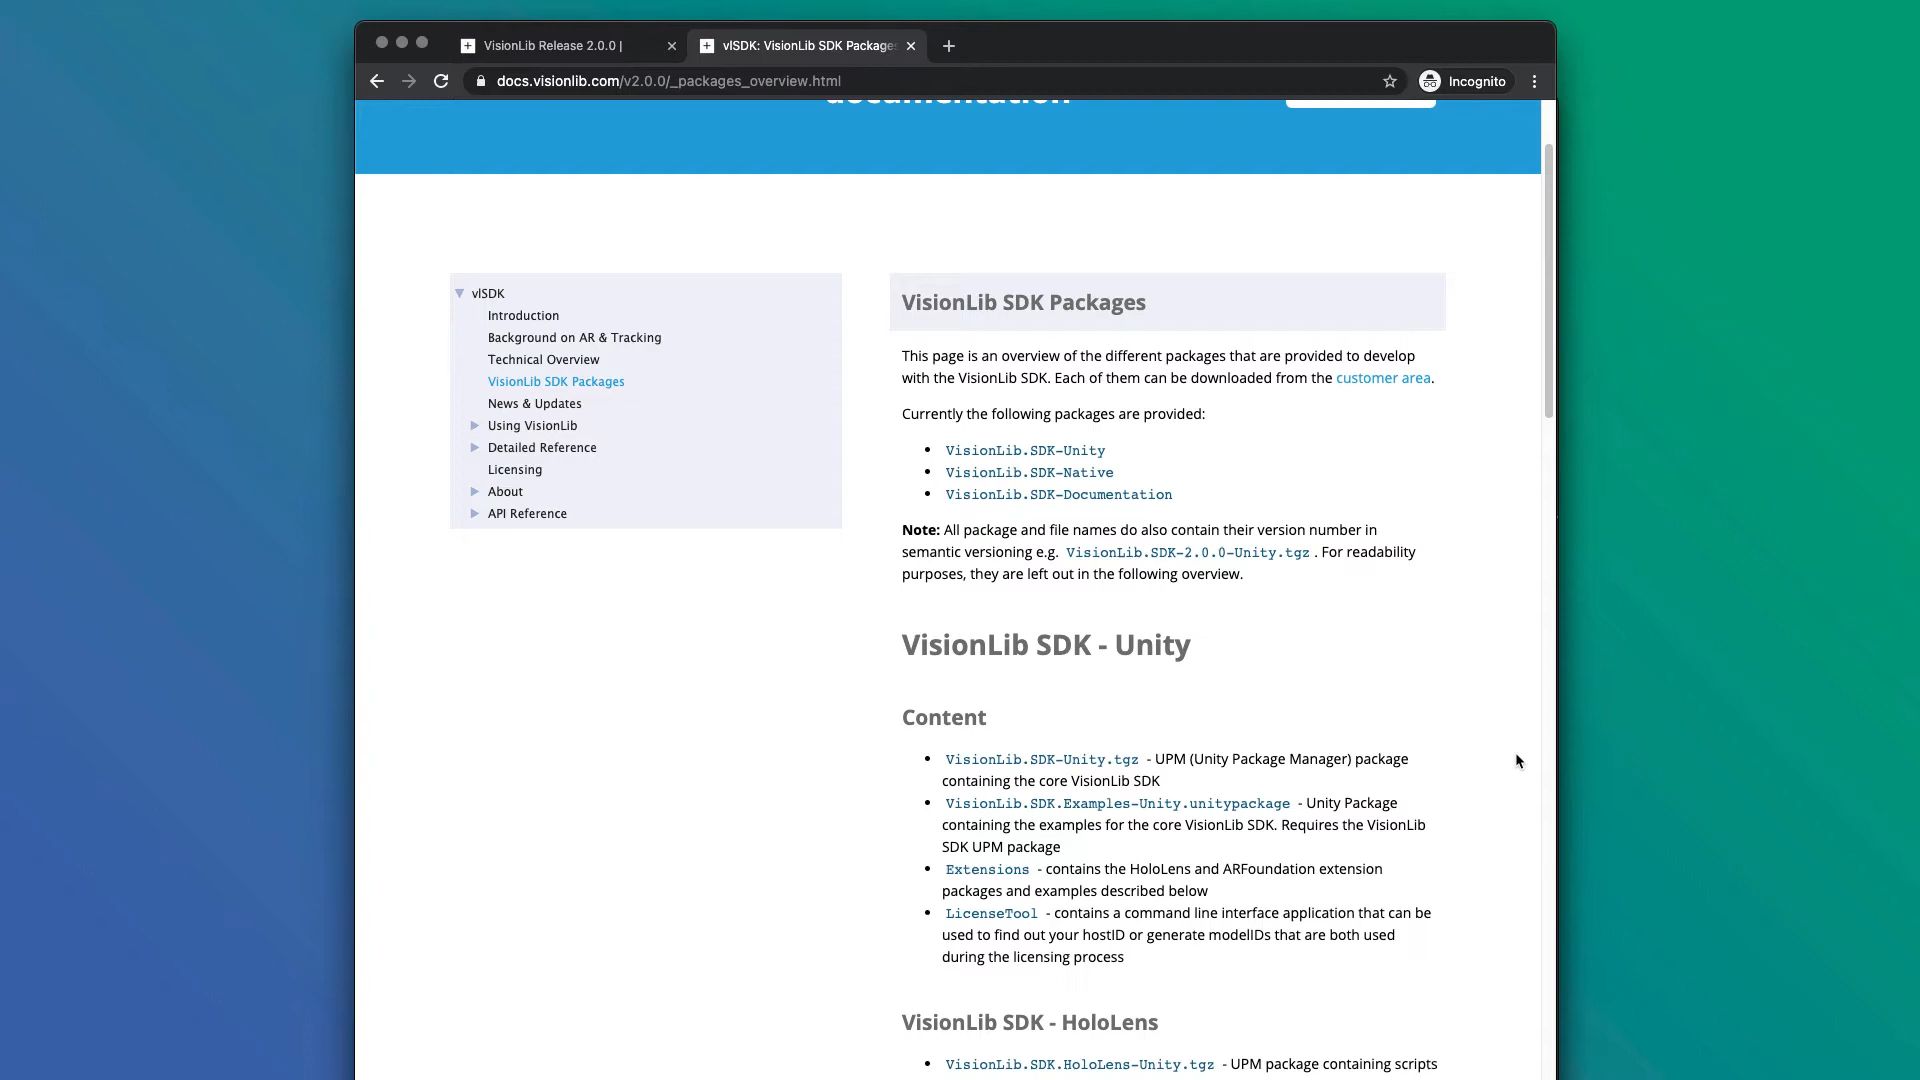 VisionLib Release 2.0.0 |
vlSDK: VisionLib SDK Package
docs.visionlib.com/v2.0.0/_packages_overview.html
Incognito
documentation
vlSDK
Introduction
Background on AR & Tracking
Technical Overview
VisionLib SDK Packages
News & Updates
Using VisionLib
Detailed Reference
Licensing
About
API Reference
VisionLib SDK Packages
This page is an overview of the different packages that are provided to develop
with the VisionLib SDK. Each of them can be downloaded from the customer area.
Currently the following packages are provided:
VisionLib.SDK-Unity
VisionLib.SDK-Native
VisionLib.SDK-Documentation
Note: All package and file names do also contain their version number in
semantic versioning e.g. VisionLib.SDK-2.0.0-Unity.tgz . For readability
purposes, they are left out in the following overview.
VisionLib SDK - Unity
Content
VisionLib.SDK-Unity.tgz - UPM (Unity Package Manager) package
containing the core VisionLib SDK
VisionLib.SDK.Examples-Unity.unitypackage - Unity Package
containing the examples for the core VisionLib SDK. Requires the VisionLib
SDK UPM package
Extensions - contains the HoloLens and ARFoundation extension
packages and examples described below
LicenseTool - contains a command line interface application that can be
used to find out your hostID or generate modelIDs that are both used
during the licensing process
VisionLib SDK - HoloLens
VisionLib.SDK.HoloLens-Unity.tgz - UPM package containing scripts